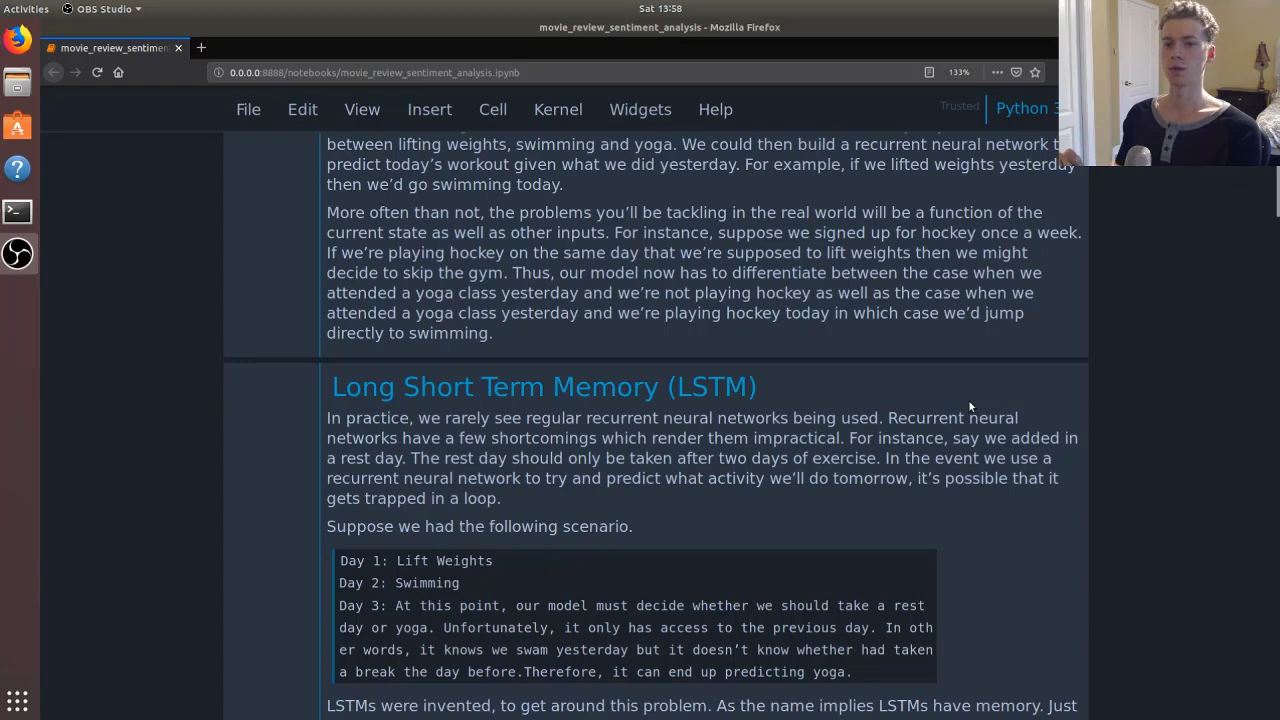 Activities
OBS Studio
Sat 13:58
movie_review_sentiment_analysis - Mozilla Firefox
movie_review_sentimen
0.0.0.0:8888/notebooks/movie_review_sentiment_analysis.ipynb
133%
File Edit View Insert Cell Kernel Widgets Help
Trusted
Python 3
between lifting weights, swimming and yoga. We could then build a recurrent neural network
predict today's workout given what we did yesterday. For example, if we lifted weights yesterday
then we'd go swimming today.
More often than not, the problems you'll be tackling in the real world will be a function of the
current state as well as other inputs. For instance, suppose we signed up for hockey once a week.
If we're playing hockey on the same day that we're supposed to lift weights then we might
decide to skip the gym. Thus, our model now has to differentiate between the case when we
attended a yoga class yesterday and we're not playing hockey as well as the case when we
attended a yoga class yesterday and we're playing hockey today in which case we'd jump
directly to swimming.
Long Short Term Memory (LSTM)
In practice, we rarely see regular recurrent neural networks being used. Recurrent neural
networks have a few shortcomings which render them impractical. For instance, say we added in
a rest day. The rest day should only be taken after two days of exercise. In the event we use a
recurrent neural network to try and predict what activity we'll do tomorrow, it's possible that it
gets trapped in a loop.
Suppose we had the following scenario.
Day 1: Lift Weights
Day 2: Swimming
Day 3: At this point, our model must decide whether we should take a rest
day or yoga. Unfortunately, it only has access to the previous day. In oth
er words, it knows we swam yesterday but it doesn't know whether had taken
a break the day before.Therefore, it can end up predicting yoga.
LSTMs were invented, to get around this problem. As the name implies LSTMs have memory. Just